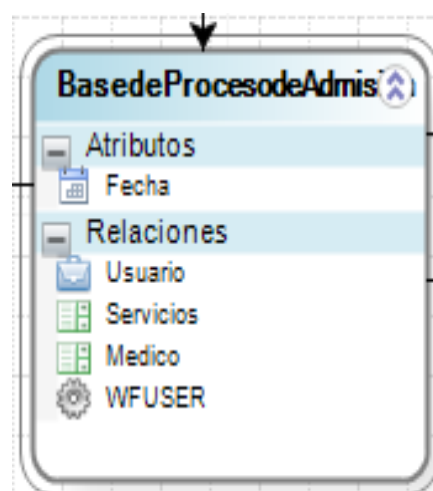 BasedeProcesodeAdmis
Atributos
Fecha
Relaciones
Usuario
Servicios
Medico
WFUSER